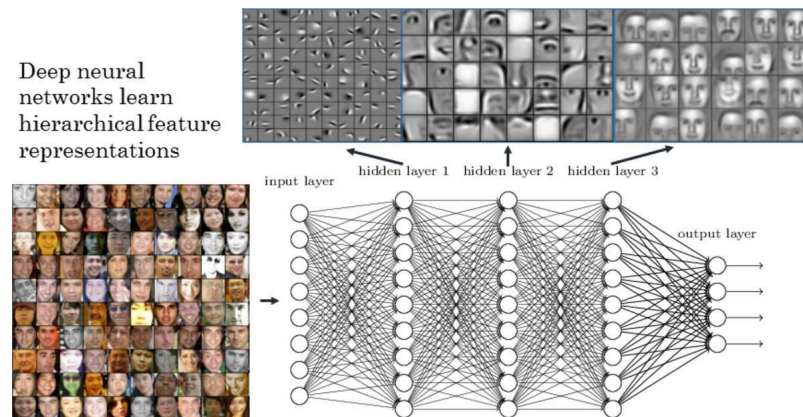 Deep neural
networks learn
hierarchical feature
representations
input layer
hidden layer 1
hidden layer 2
hidden layer 3
output layer